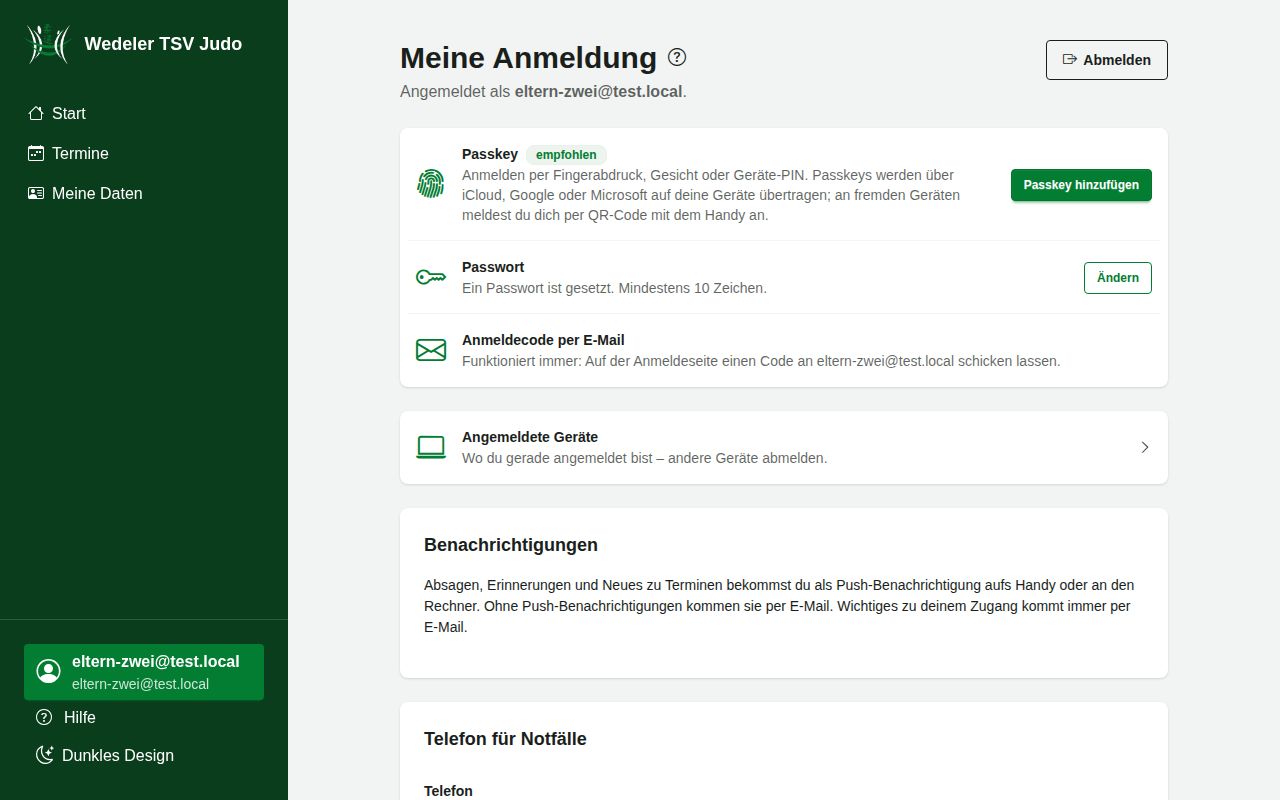 Wedeler TSV Judo
Start
Termine
Meine Daten
eltern-zwei@test.local
eltern-zwei@test.local
Hilfe
Dunkles Design
Meine Anmeldung
Angemeldet als eltern-zwei@test.local.
Abmelden
Passkey empfohlen
Anmelden per Fingerabdruck, Gesicht oder Geräte-PIN. Passkeys werden über
iCloud, Google oder Microsoft auf deine Geräte übertragen; an fremden Geräten
meldest du dich per QR-Code mit dem Handy an.
Passkey hinzufügen
Passwort
Ein Passwort ist gesetzt. Mindestens 10 Zeichen.
Ändern
Anmeldecode per E-Mail
Funktioniert immer: Auf der Anmeldeseite einen Code an eltern-zwei@test.local schicken lassen.
Angemeldete Geräte
Wo du gerade angemeldet bist – andere Geräte abmelden.
Benachrichtigungen
Absagen, Erinnerungen und Neues zu Terminen bekommst du als Push-Benachrichtigung aufs Handy oder an den
Rechner. Ohne Push-Benachrichtigungen kommen sie per E-Mail. Wichtiges zu deinem Zugang kommt immer per
E-Mail.
Telefon für Notfälle
Telefon